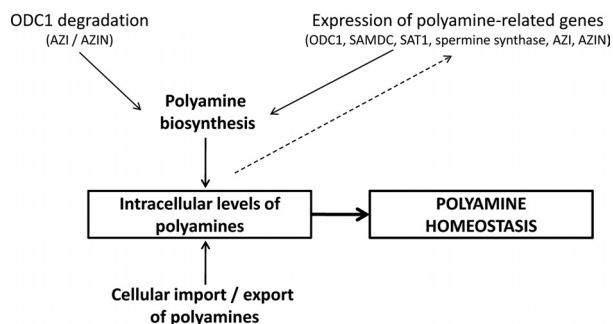 ODC1 degradation
(AZI / AZIN)
Expression of polyamine-related genes
(ODC1, SAMDC, SAT1, spermine synthase, AZI, AZIN)
Polyamine
biosynthesis
Intracellular levels of
polyamines
POLYAMINE
HOMEOSTASIS
Cellular import / export
of polyamines